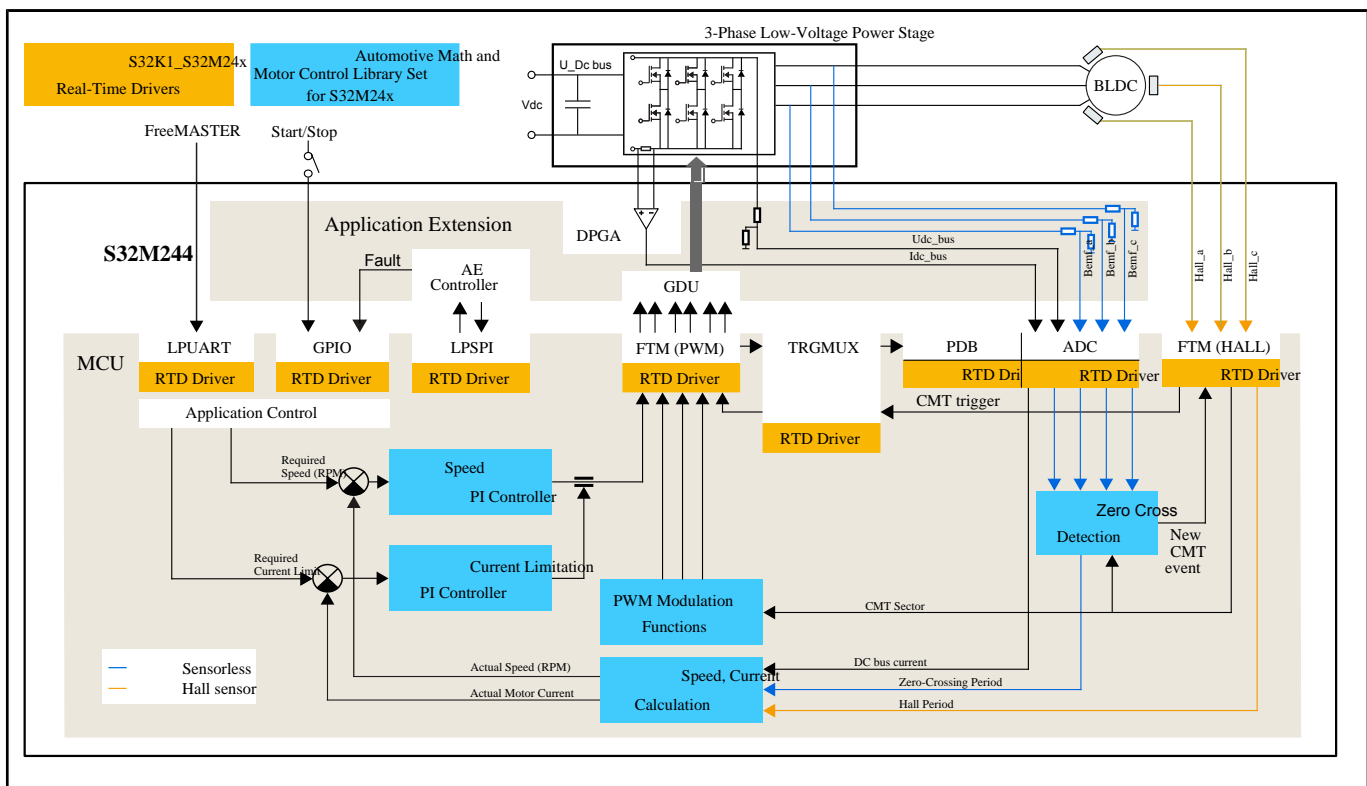 3-Phase Low-Voltage Power Stage
S32K1_S32M24x
Real-Time Drivers
Automotive Math and
Motor Control Library Set
for S32M24x
U_Dc bus
Vdc
BLDC
FreeMASTER
Start/Stop
Application Extension
DPGA
S32M244
Fault
AE
Controller
GDU
Udc_bus
Idc_bus
Bemf_a
Bemf_b
Bemf_c
Hall_a
Hall_b
Hall_c
MCU
LPUART
RTD Driver
GPIO
RTD Driver
LPSPI
RTD Driver
FTM (PWM)
RTD Driver
TRGMUX
RTD Driver
PDB
RTD Dri
ADC
RTD Driver
FTM (HALL)
RTD Driver
Application Control
CMT trigger
Required
Speed (RPM)
Speed
PI Controller
Required
Current Limit
Current Limitation
PI Controller
Zero Cross
Detection
New
CMT
event
PWM Modulation
Functions
CMT Sector
Sensorless
Hall sensor
Actual Speed (RPM)
Actual Motor Current
Speed, Current
Calculation
DC bus current
Zero-Crossing Period
Hall Period